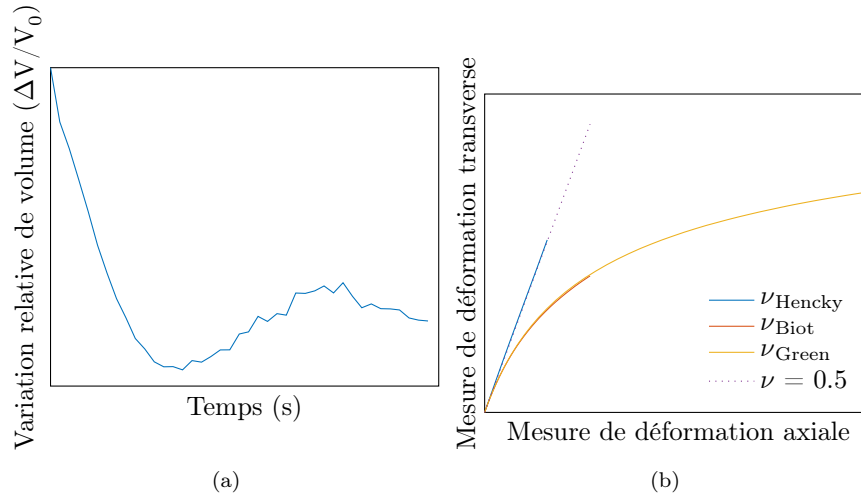 Variation relative de volume (ΔV/V₀)
Temps (s)
(a)
Mesure de déformation transverse
ν_Hencky
ν_Biot
ν_Green
ν = 0.5
Mesure de déformation axiale
(b)